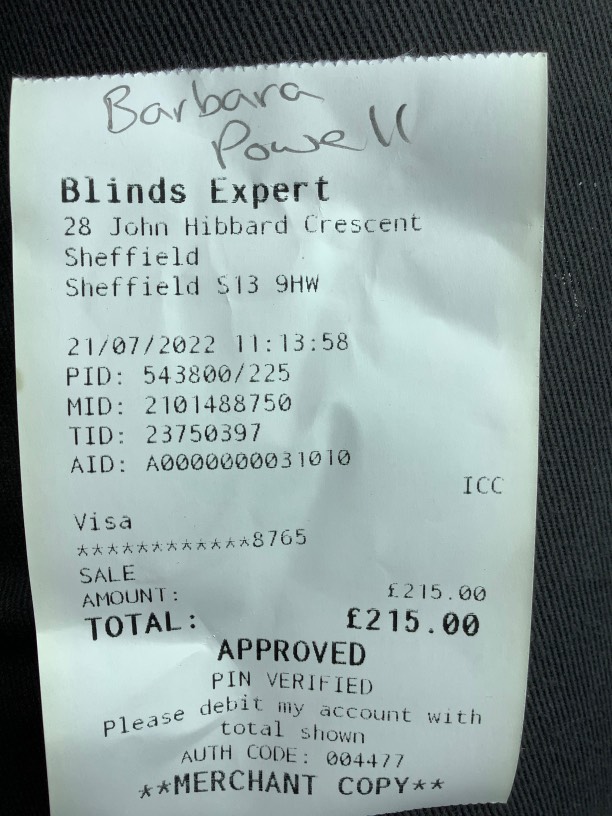 Barbara
Powell
Blinds Expert
28 John Hibbard Crescent
Sheffield
Sheffield S13 9HW
21/07/2022 11:13:58
PID: 543800/225
MID: 2101488750
TID: 23750397
AID: A0000000031010
ICC
Visa
************8765
SALE
AMOUNT: £215.00
TOTAL: £215.00
APPROVED
PIN VERIFIED
Please debit my account with
total shown
AUTH CODE: 004477
**MERCHANT COPY**